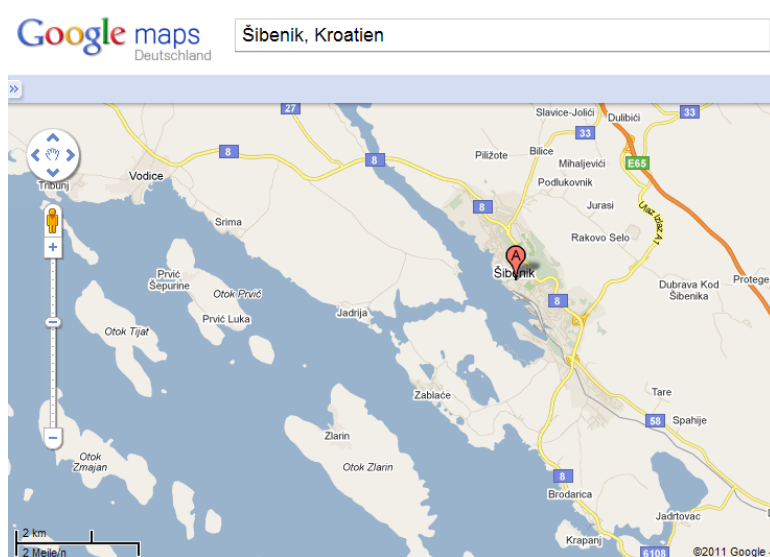 Google maps
Deutschland
Šibenik, Kroatien
»
27
Slavice-Jolići
Dulibići
33
33
8
8
Piližote
Bilice
Mihaljevići
E65
Tribunj
Vodice
Podlukovnik
Ulaz Izlaz A1
8
Jurasi
Srima
Rakovo Selo
A
Prvić
Šepurine
Šibenik
Otok Prvić
8
Dubrava Kod
Šibenika
Protege
Prvić Luka
Jadrija
Otok Tijat
Zablaće
Tare
58
Spahije
Zlarin
Otok
Zmajan
Otok Zlarin
8
Brodarica
Jadrtovac
2 km
Krapanj
2 Meile/n
6108
©2011 Google